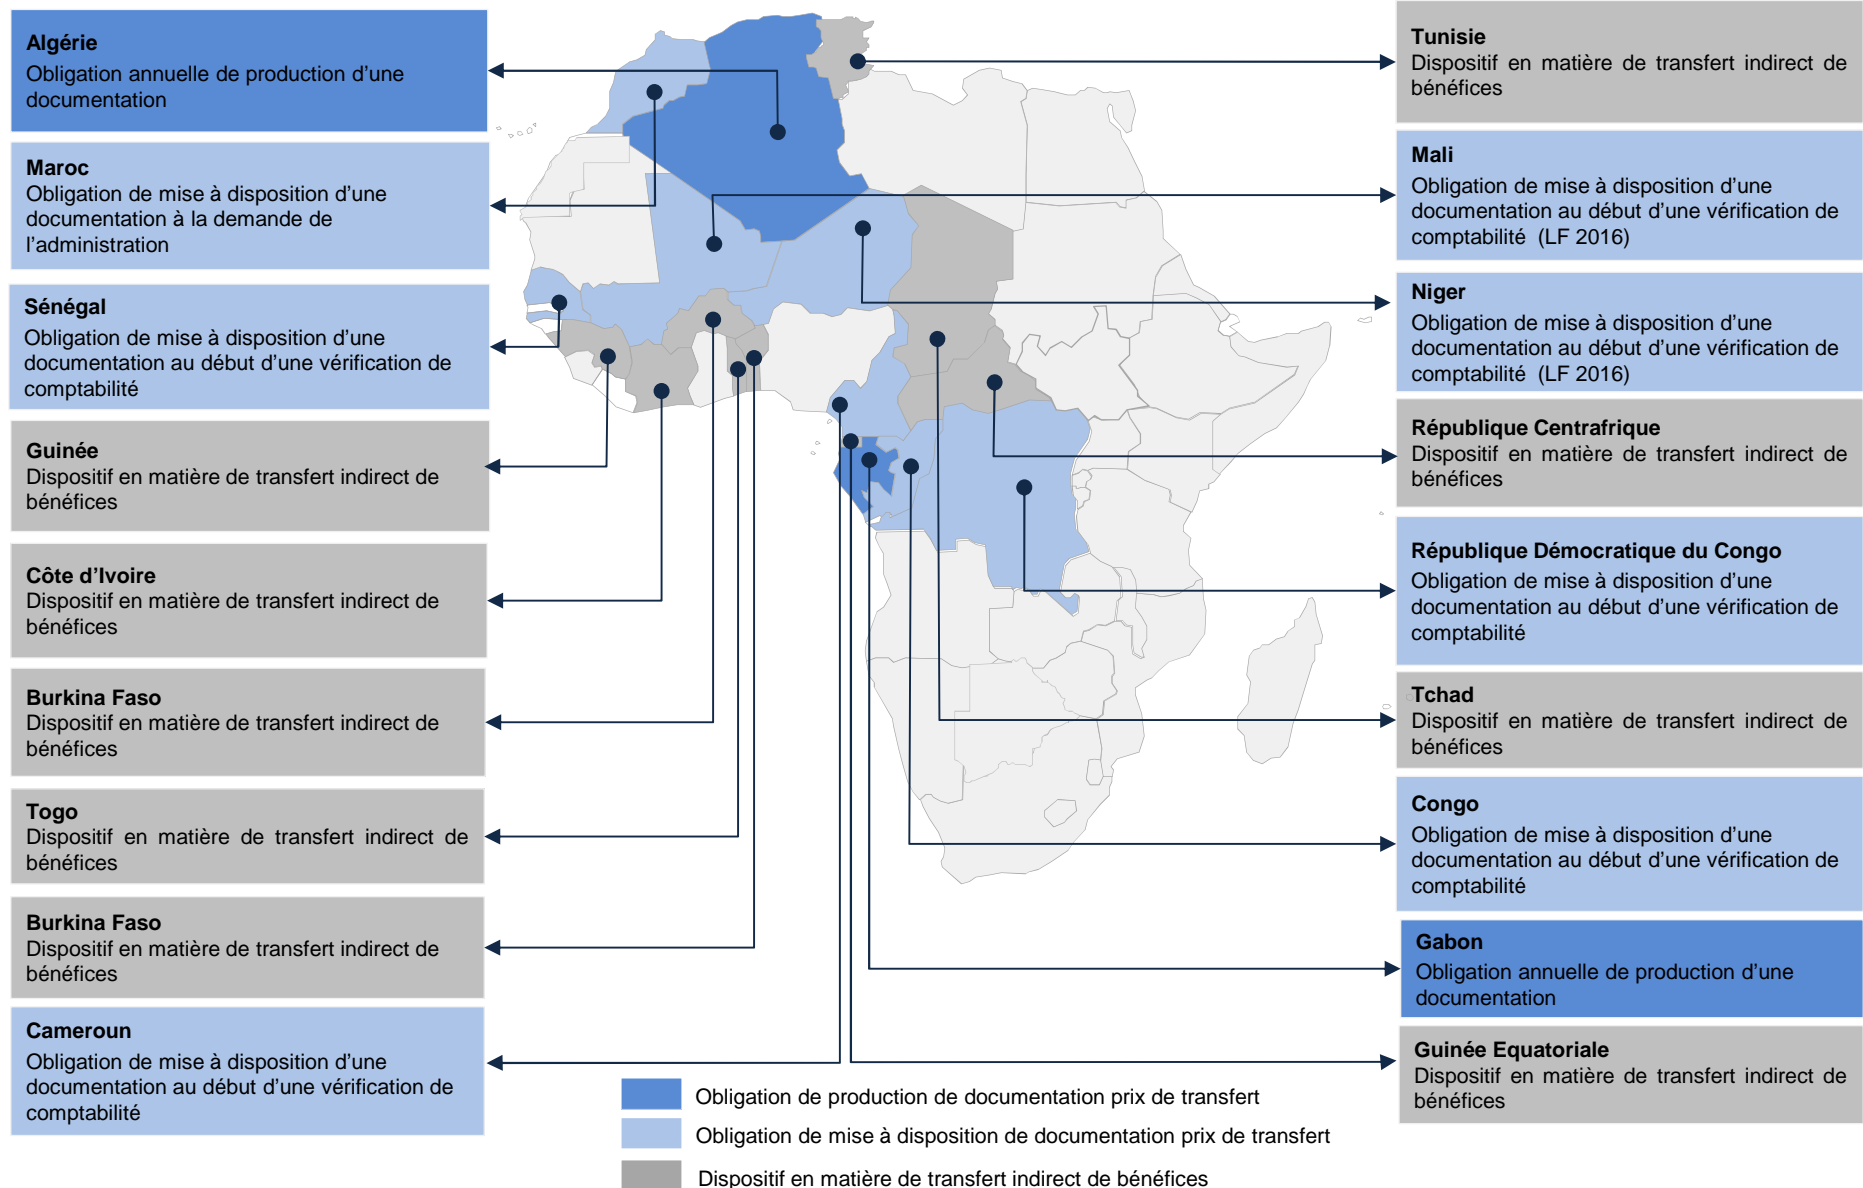 Algérie
Obligation annuelle de production d’une
documentation
Maroc
Obligation de mise à disposition d’une
documentation à la demande de
l’administration
Sénégal
Obligation de mise à disposition d’une
documentation au début d’une vérification de
comptabilité
Guinée
Dispositif en matière de transfert indirect de
bénéfices
Côte d’Ivoire
Dispositif en matière de transfert indirect de
bénéfices
Burkina Faso
Dispositif en matière de transfert indirect de
bénéfices
Togo
Dispositif en matière de transfert indirect de
bénéfices
Burkina Faso
Dispositif en matière de transfert indirect de
bénéfices
Cameroun
Obligation de mise à disposition d’une
documentation au début d’une vérification de
comptabilité
Tunisie
Dispositif en matière de transfert indirect de
bénéfices
Mali
Obligation de mise à disposition d’une
documentation au début d’une vérification de
comptabilité (LF 2016)
Niger
Obligation de mise à disposition d’une
documentation au début d’une vérification de
comptabilité (LF 2016)
République Centrafrique
Dispositif en matière de transfert indirect de
bénéfices
République Démocratique du Congo
Obligation de mise à disposition d’une
documentation au début d’une vérification de
comptabilité
Tchad
Dispositif en matière de transfert indirect de
bénéfices
Congo
Obligation de mise à disposition d’une
documentation au début d’une vérification de
comptabilité
Gabon
Obligation annuelle de production d’une
documentation
Guinée Equatoriale
Dispositif en matière de transfert indirect de
bénéfices
Obligation de production de documentation prix de transfert
Obligation de mise à disposition de documentation prix de transfert
Dispositif en matière de transfert indirect de bénéfices